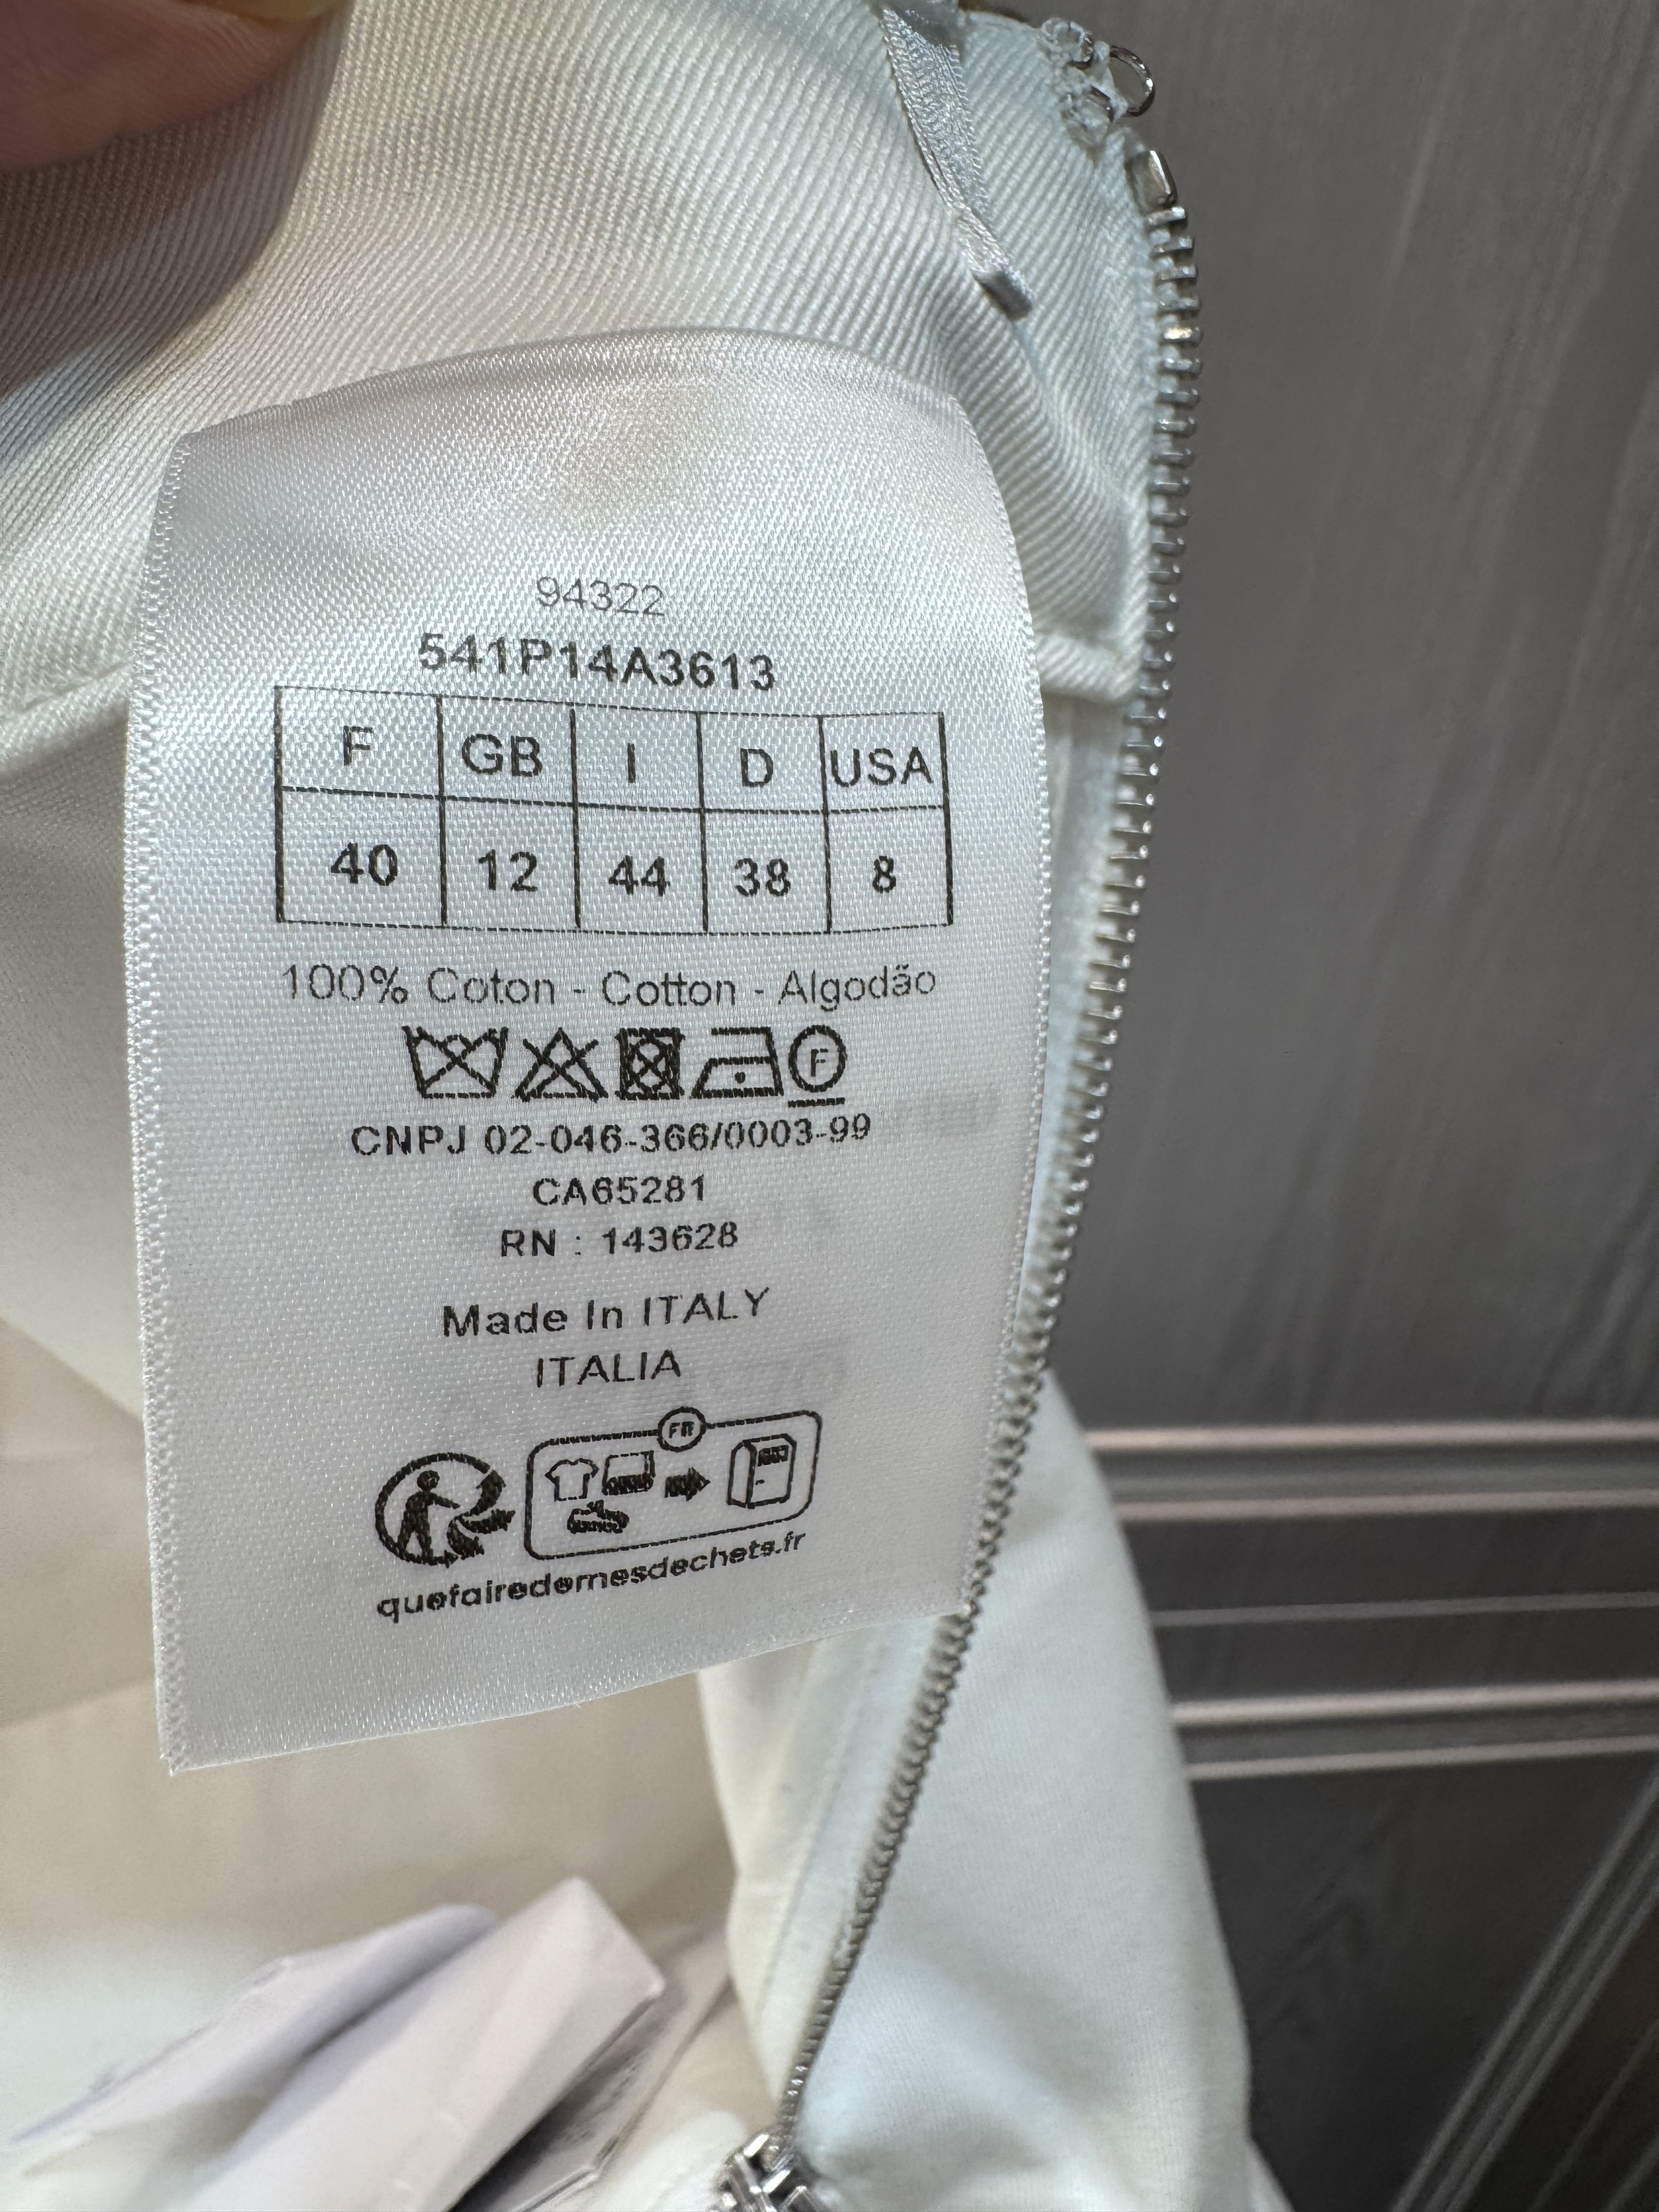 94322
541P14A3613
F GB I D USA
40 12 44 38 8
100% Coton - Cotton - Algodão
F
CNPJ 02-046-366/0003-99
CA65281
RN : 143628
Made In ITALY
ITALIA
FR
quefairedemesdechets.fr